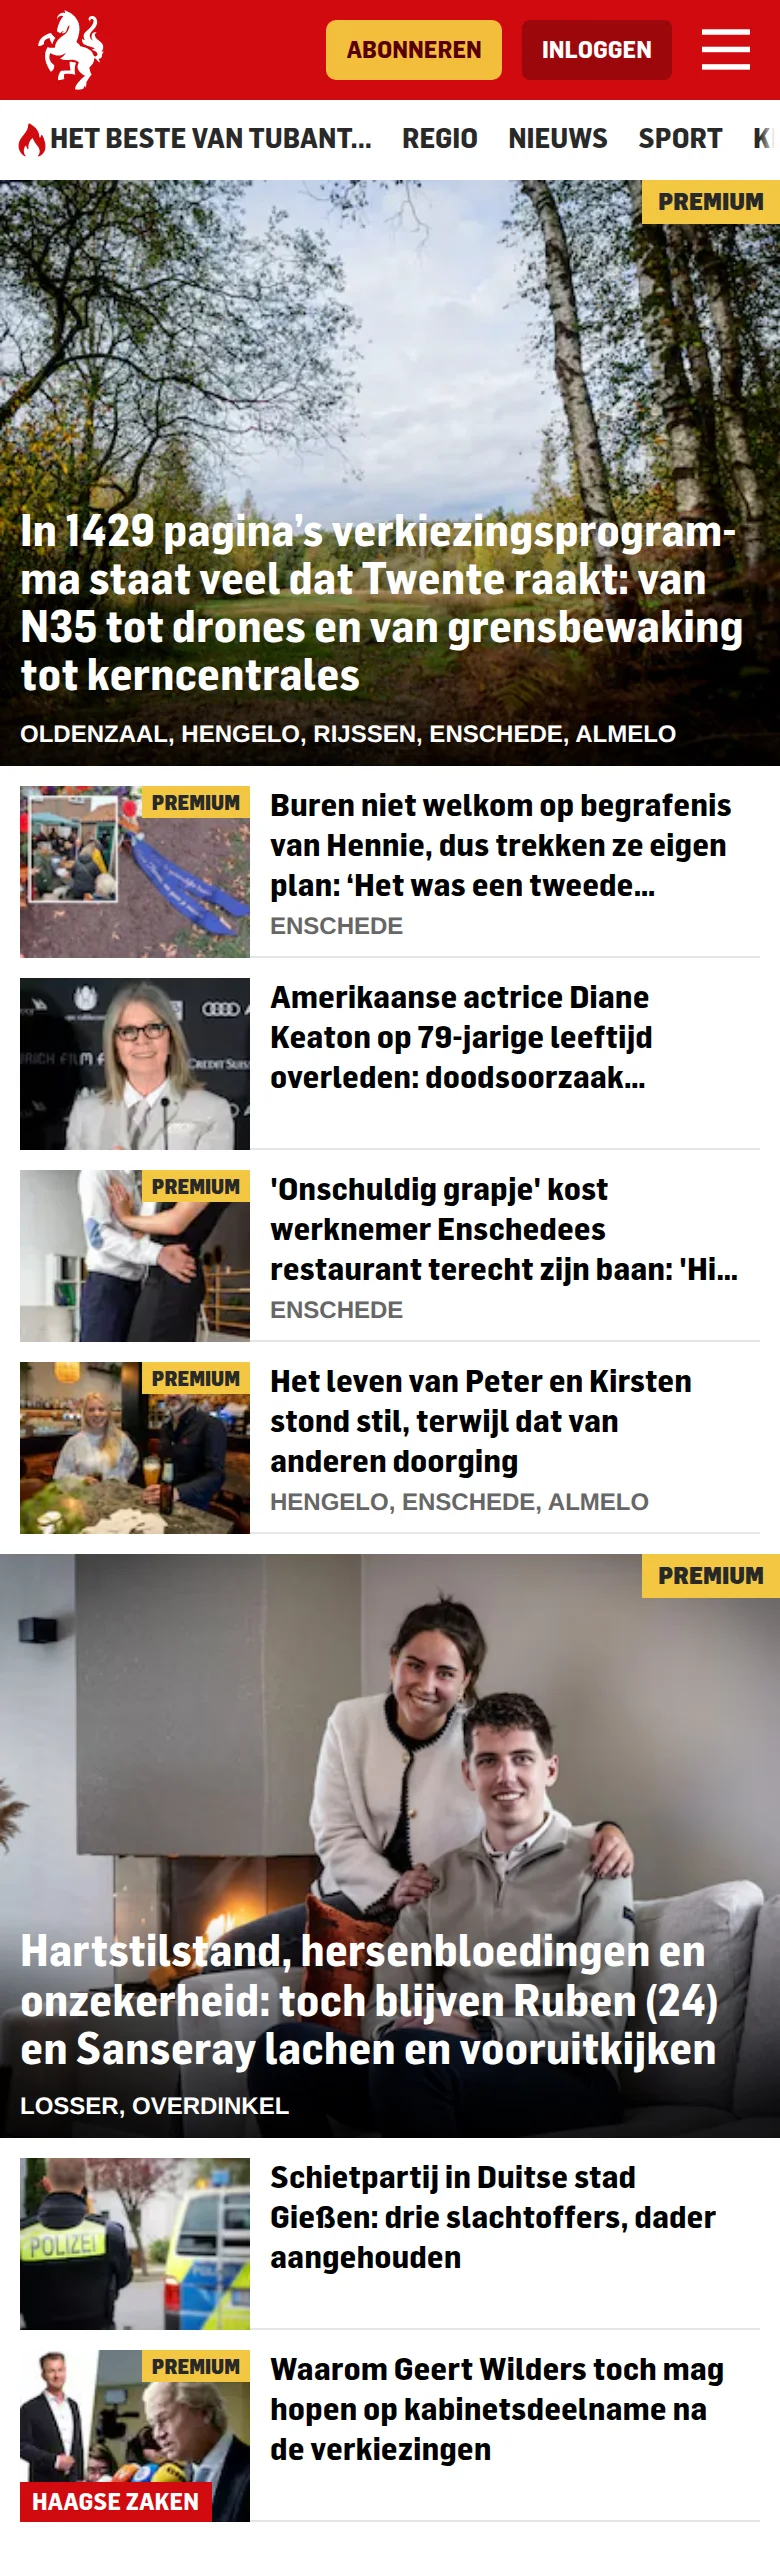 ABONNEREN
INLOGGEN
HET BESTE VAN TUBANT...
REGIO
NIEUWS
SPORT
PREMIUM
In 1429 pagina’s verkiezingsprogram-
ma staat veel dat Twente raakt: van
N35 tot drones en van grensbewaking
tot kerncentrales
OLDENZAAL, HENGELO, RIJSSEN, ENSCHEDE, ALMELO
PREMIUM
Buren niet welkom op begrafenis
van Hennie, dus trekken ze eigen
plan: ‘Het was een tweede...
ENSCHEDE
CREDIT SUIS
Amerikaanse actrice Diane
Keaton op 79-jarige leeftijd
overleden: doodsoorzaak...
PREMIUM
'Onschuldig grapje' kost
werknemer Enschedees
restaurant terecht zijn baan: 'Hi...
ENSCHEDE
PREMIUM
Het leven van Peter en Kirsten
stond stil, terwijl dat van
anderen doorging
HENGELO, ENSCHEDE, ALMELO
PREMIUM
Hartstilstand, hersenbloedingen en
onzekerheid: toch blijven Ruben (24)
en Sanseray lachen en vooruitkijken
LOSSER, OVERDINKEL
POLIZEI
Schietpartij in Duitse stad
Gießen: drie slachtoffers, dader
aangehouden
PREMIUM
HAAGSE ZAKEN
Waarom Geert Wilders toch mag
hopen op kabinetsdeelname na
de verkiezingen